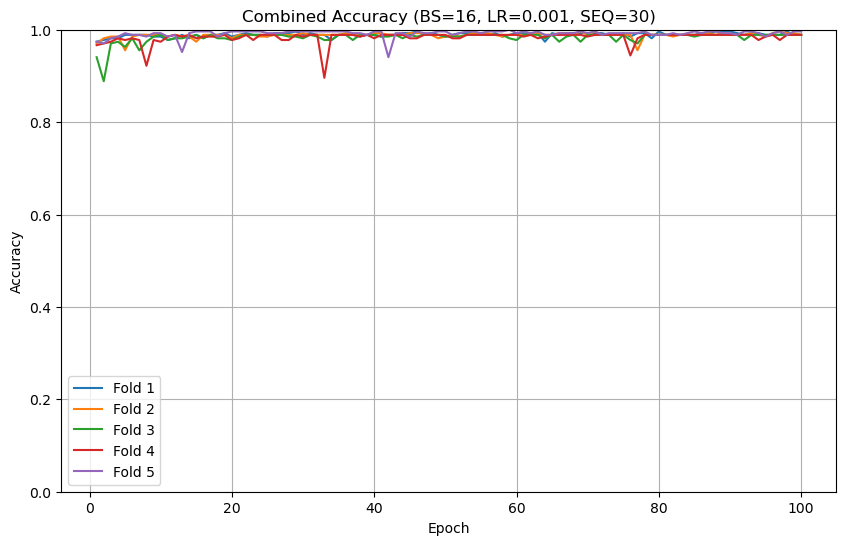 Combined Accuracy (BS=16, LR=0.001, SEQ=30)
1.0
0.8
0.6
0.4
0.2
0.0
Accuracy
Fold 1
Fold 2
Fold 3
Fold 4
Fold 5
0 20 40 60 80 100
Epoch